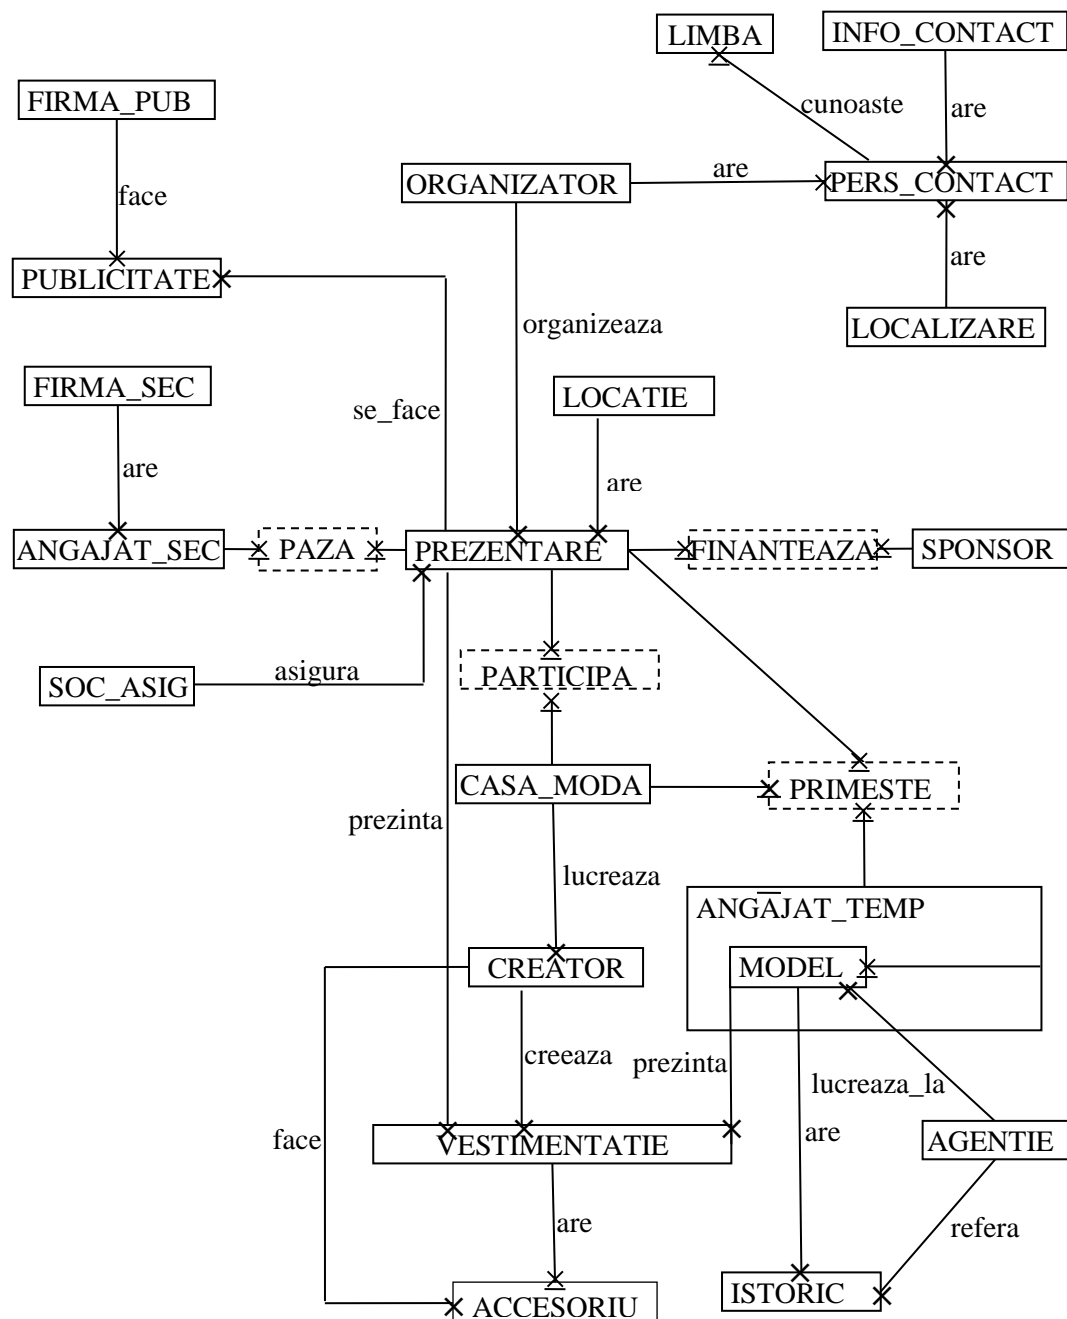 LIMBA
INFO_CONTACT
FIRMA_PUB
cunoaste
are
ORGANIZATOR
are
PERS_CONTACT
face
are
PUBLICITATE
organizeaza
LOCALIZARE
FIRMA_SEC
LOCATIE
se_face
are
are
ANGAJAT_SEC
PAZA
PREZENTARE
FINANTEAZA
SPONSOR
SOC_ASIG
asigura
PARTICIPA
CASA_MODA
PRIMESTE
prezinta
lucreaza
ANGAJAT_TEMP
CREATOR
MODEL
creeaza
prezinta
lucreaza_la
face
are
VESTIMENTATIE
AGENTIE
are
refera
ACCESORIU
ISTORIC